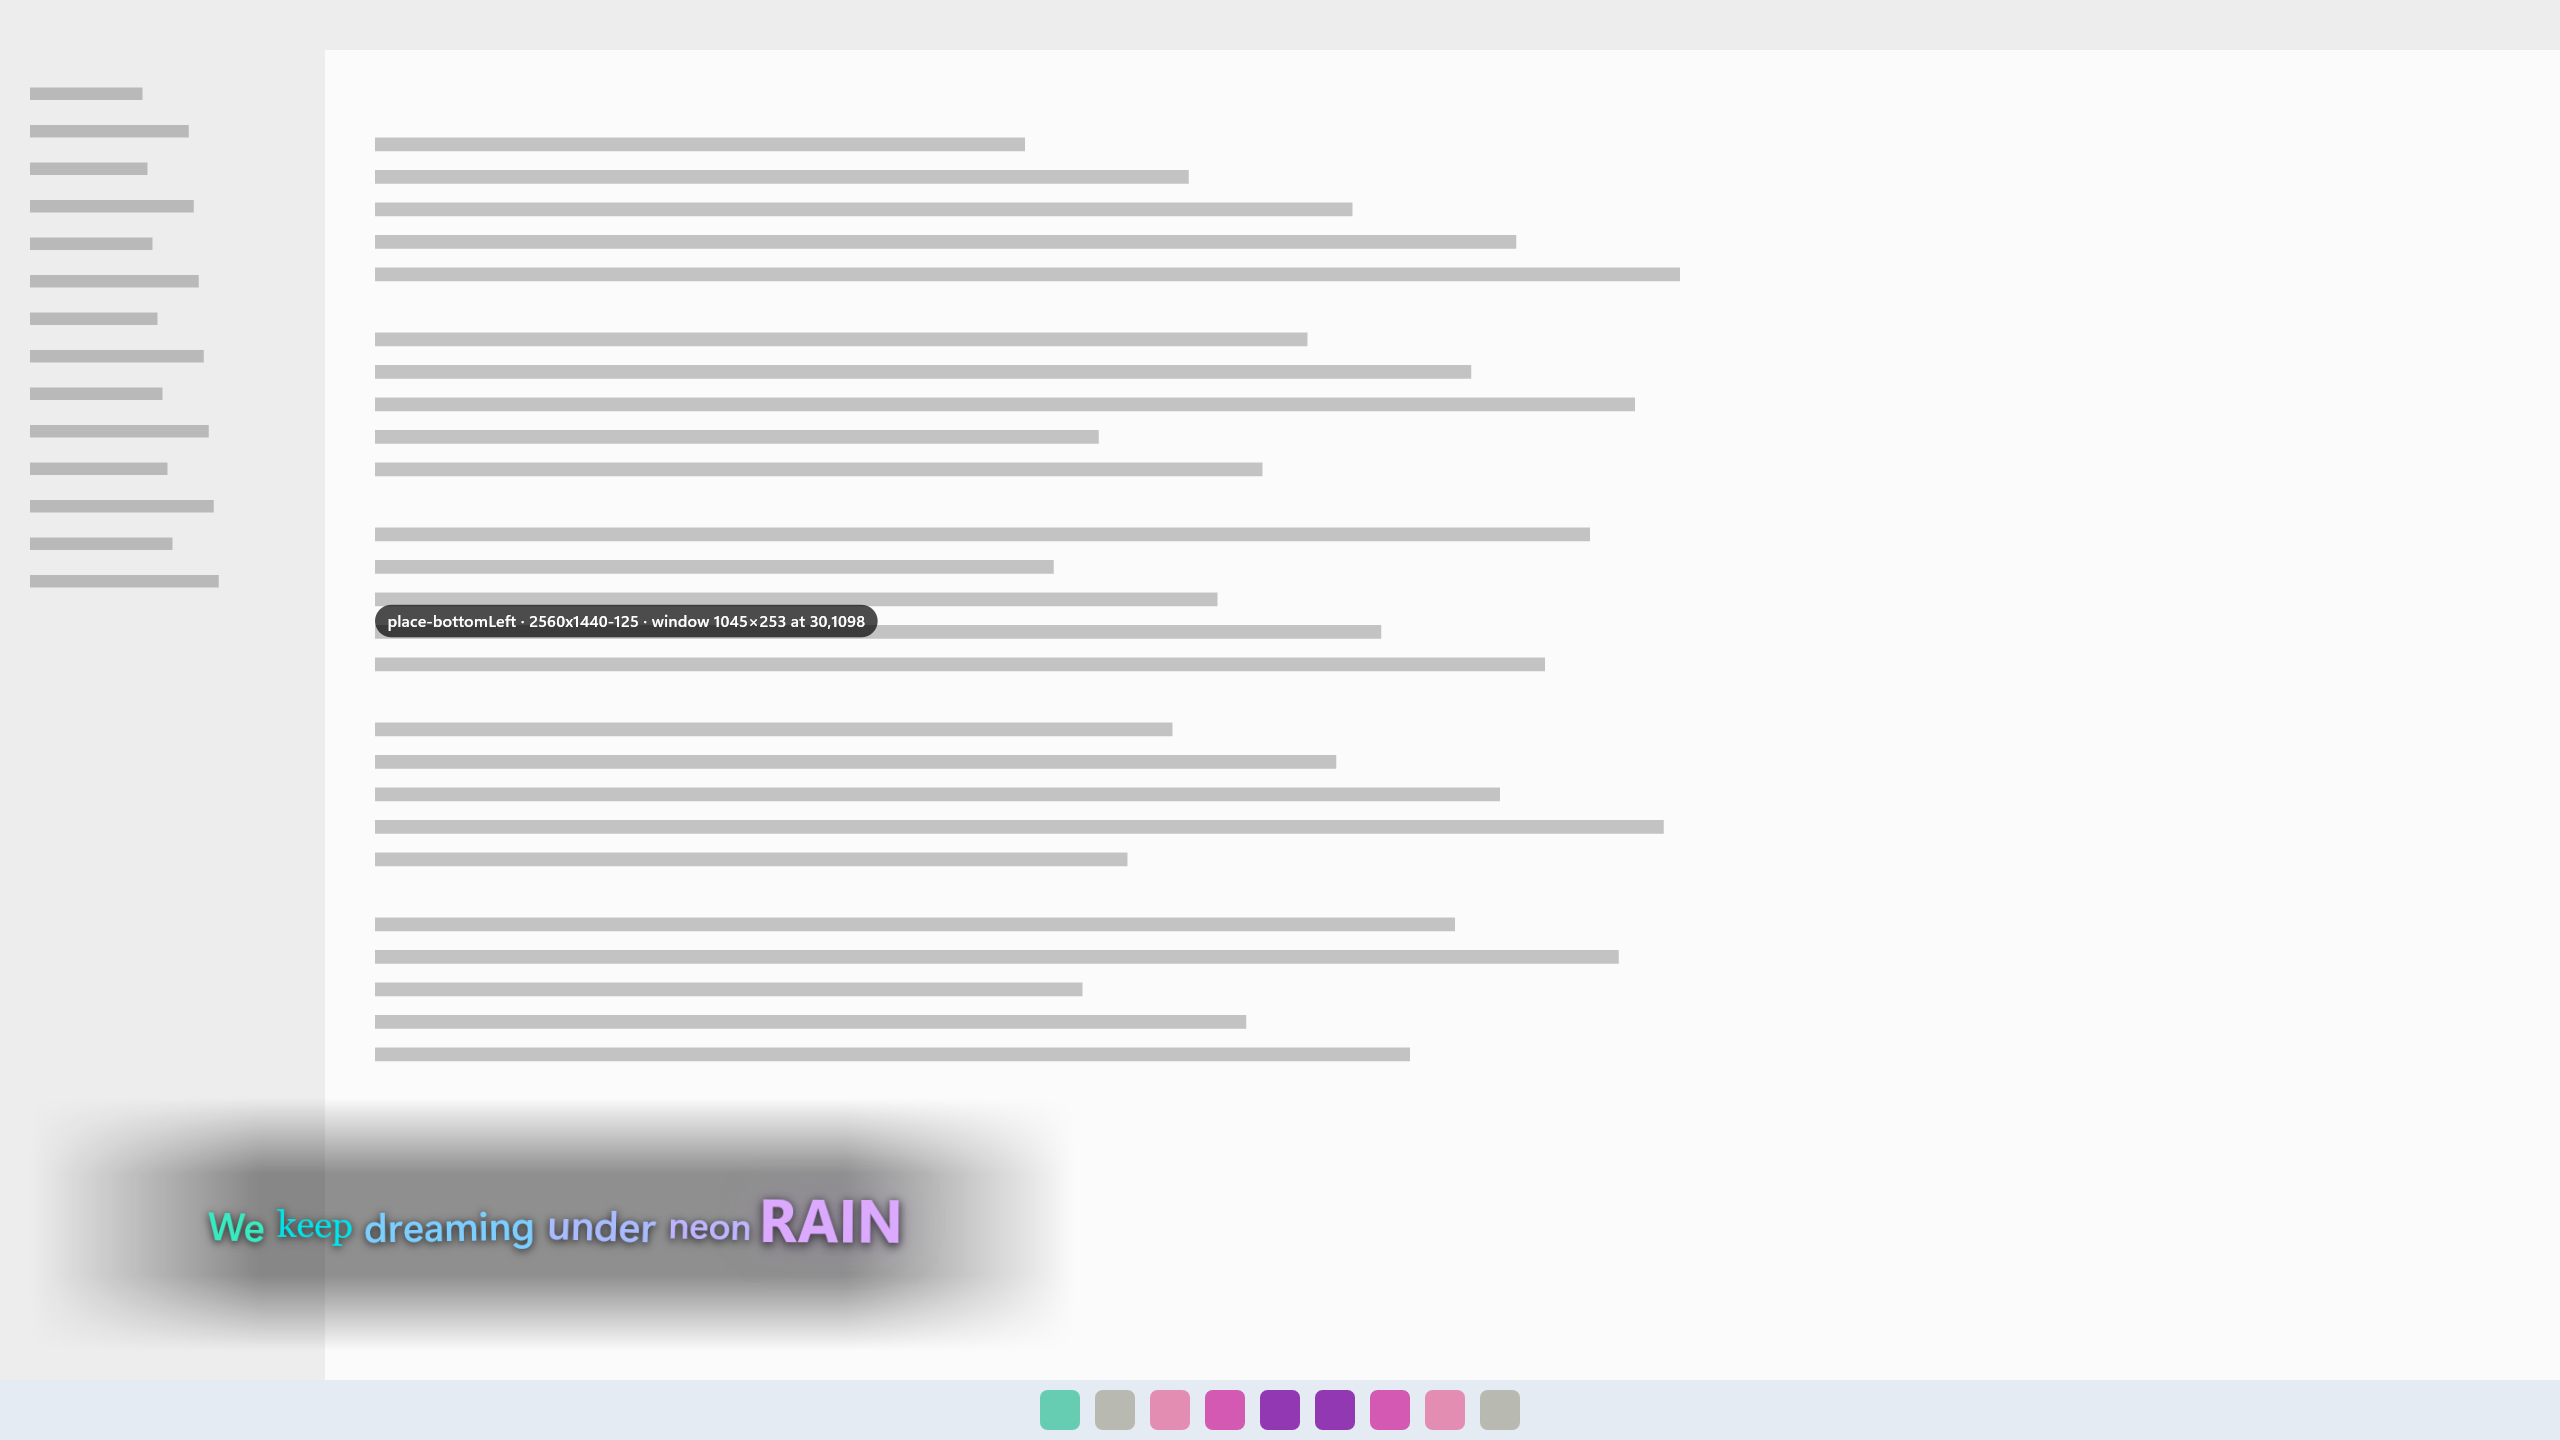 place-bottomLeft · 2560x1440-125 · window 1045×253 at 30,1098
We keep dreaming under neon RAIN